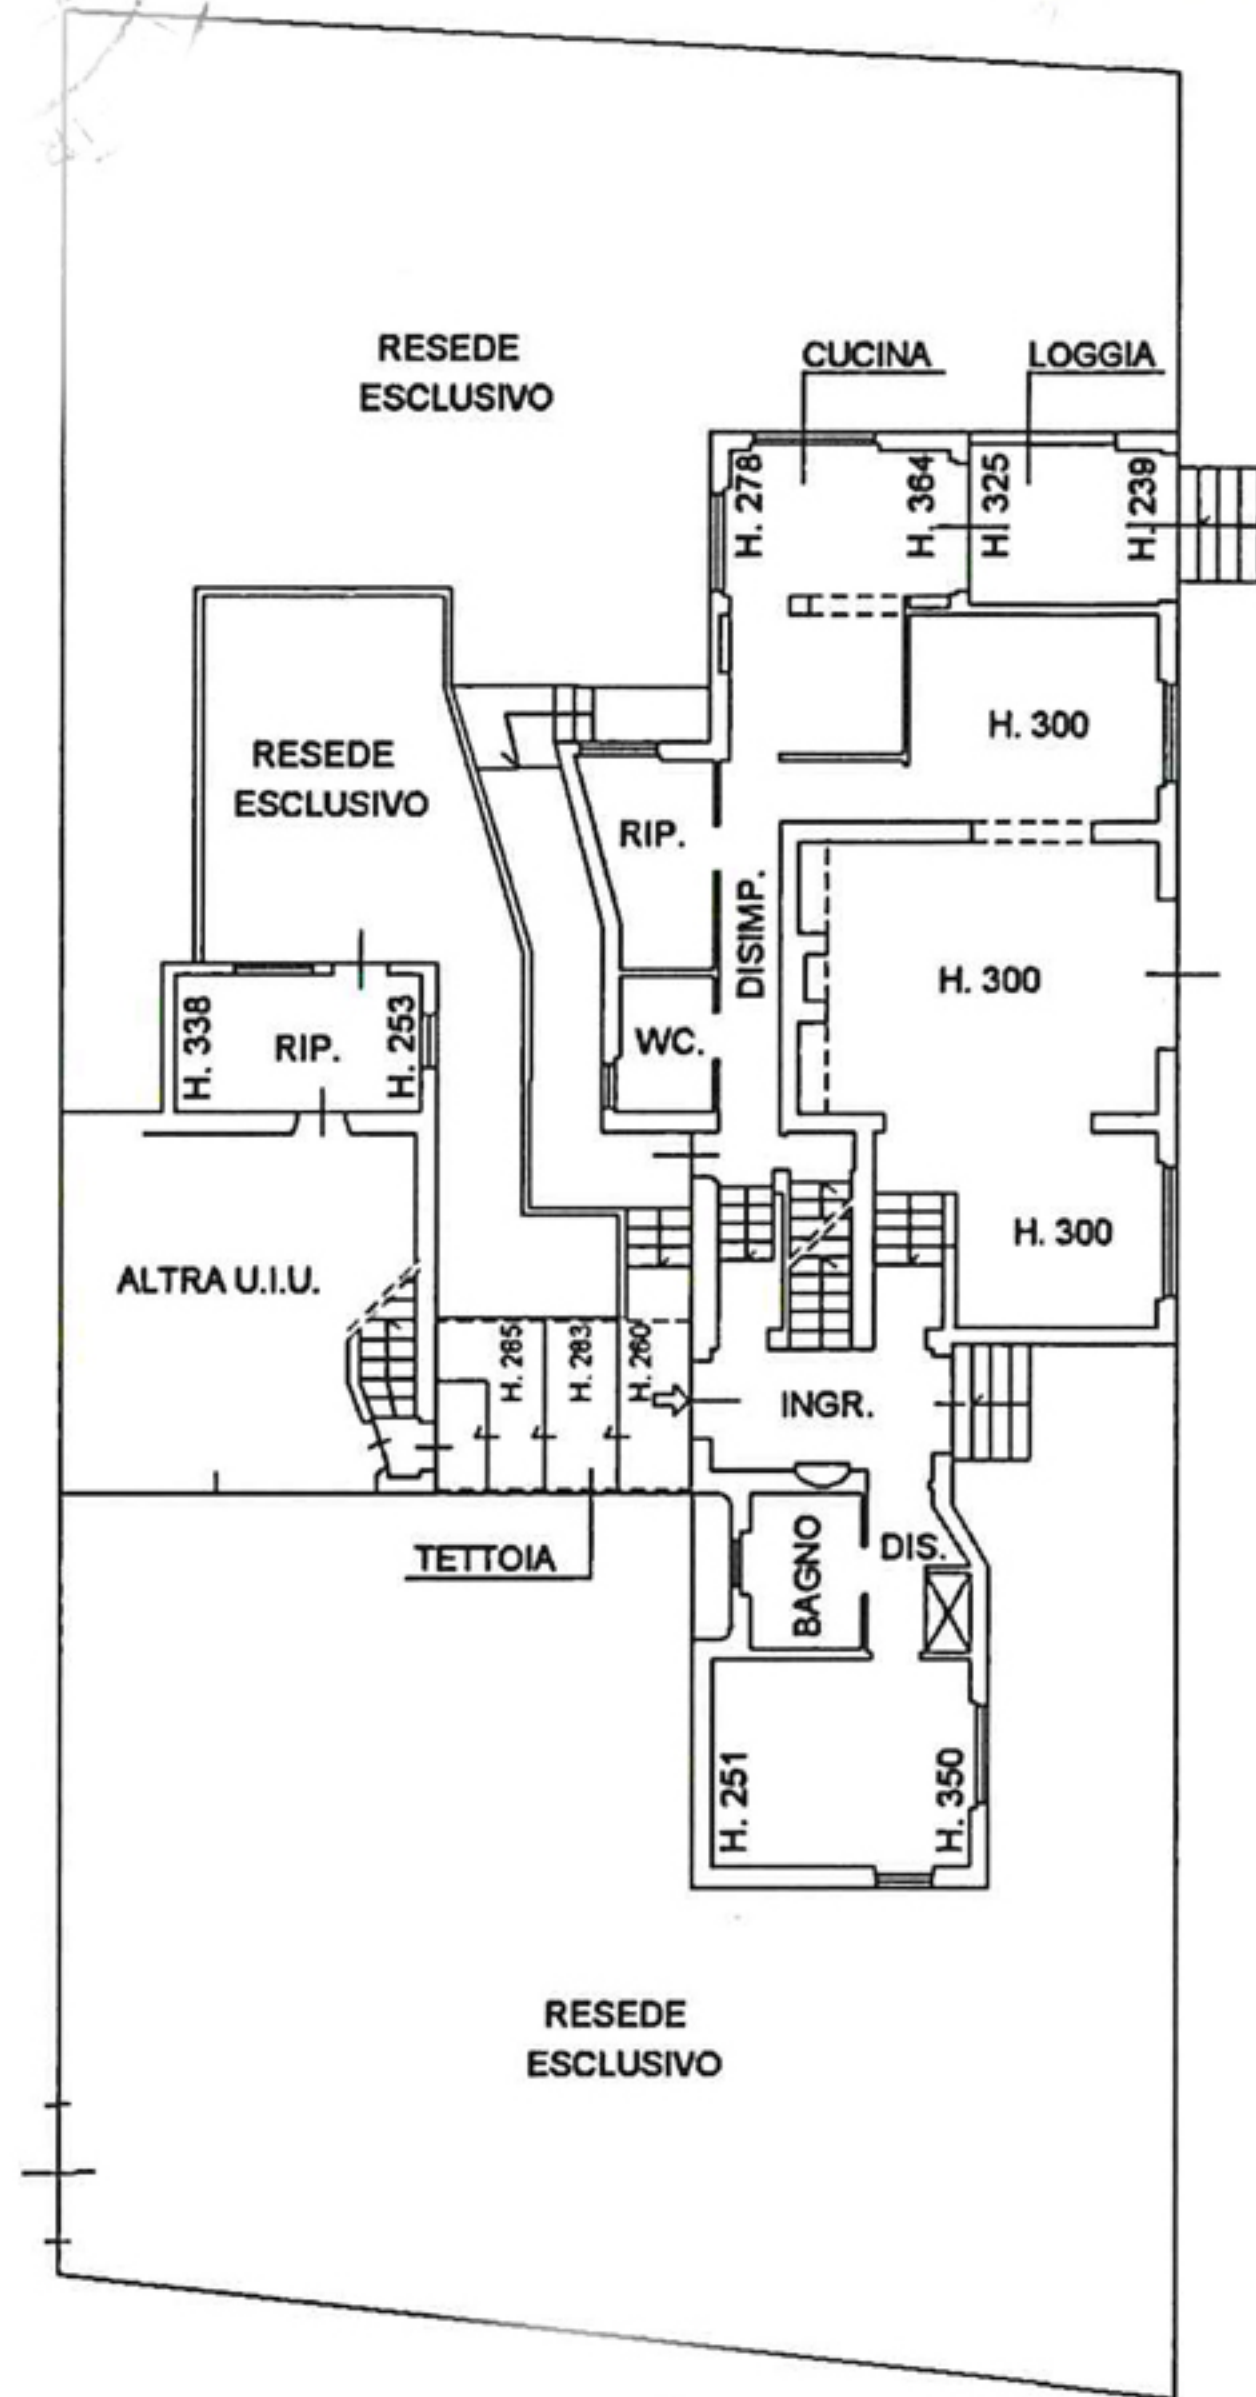 RESEDE
ESCLUSIVO
CUCINA
LOGGIA
H. 278
H. 364
H. 325
H. 239
RESEDE
ESCLUSIVO
H. 300
RIP.
DISIMP.
H. 300
H. 338
RIP.
H. 253
WC.
ALTRA U.I.U.
H. 300
H. 285
H. 283
H. 260
INGR.
TETTOIA
BAGNO
DIS.
H. 251
H. 350
RESEDE
ESCLUSIVO